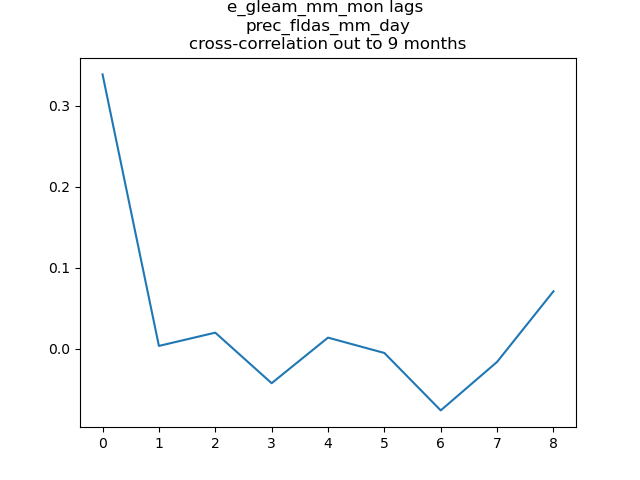 e_gleam_mm_mon lags
prec_fldas_mm_day
cross-correlation out to 9 months
0.3
0.2
0.1
0.0
0 1 2 3 4 5 6 7 8